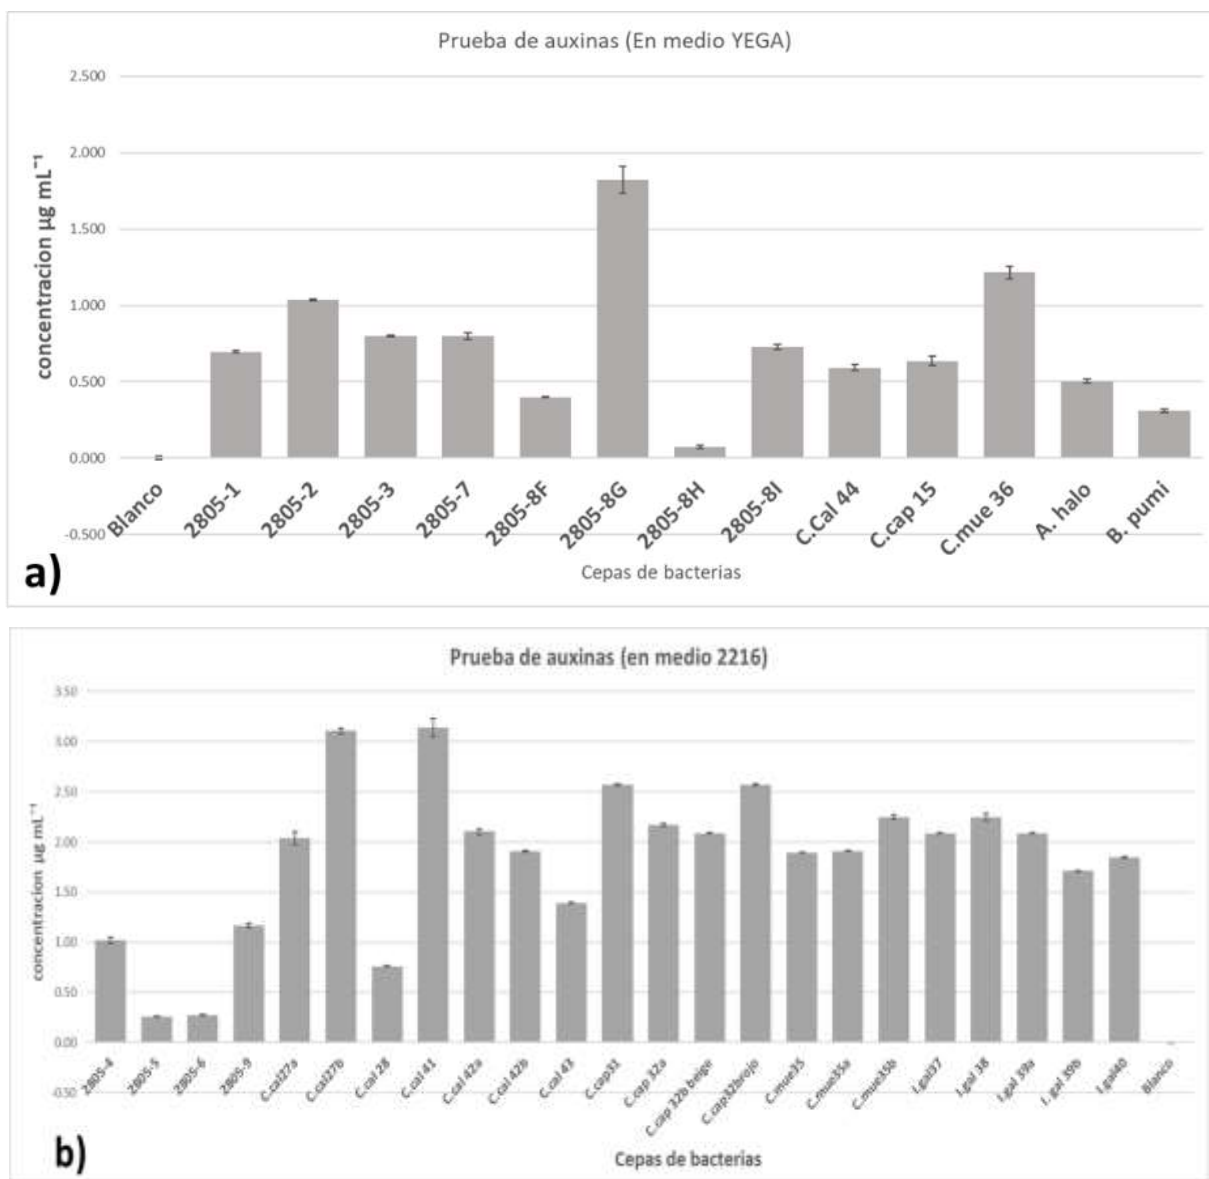 Prueba de auxinas (En medio YEGA)
concentracion µg mL⁻¹
2.500
2.000
1.500
1.000
0.500
0.000
-0.500
Blanco
2805-1
2805-2
2805-3
2805-7
2805-8F
2805-8G
2805-8H
2805-8I
C.Cal 44
C.cap 15
C.mue 36
A. halo
B. pumi
Cepas de bacterias
a)
Prueba de auxinas (en medio 2216)
concentracion µg mL⁻¹
3.50
3.00
2.50
2.00
1.50
1.00
0.50
0.00
-0.50
2805-4
2805-5
2805-6
2805-9
C.cal27a
C.cal27b
C.cal 28
C.cal 41
C.cal 42a
C.cal 42b
C.cal 43
C.cap31
C.cap 32a
C.cap 32b beige
C.cap32brojo
C.mue35
C.mue35a
C.mue35b
I.gal37
I.gal 38
I.gal 39a
I. gal 39b
I.gal40
Blanco
Cepas de bacterias
b)